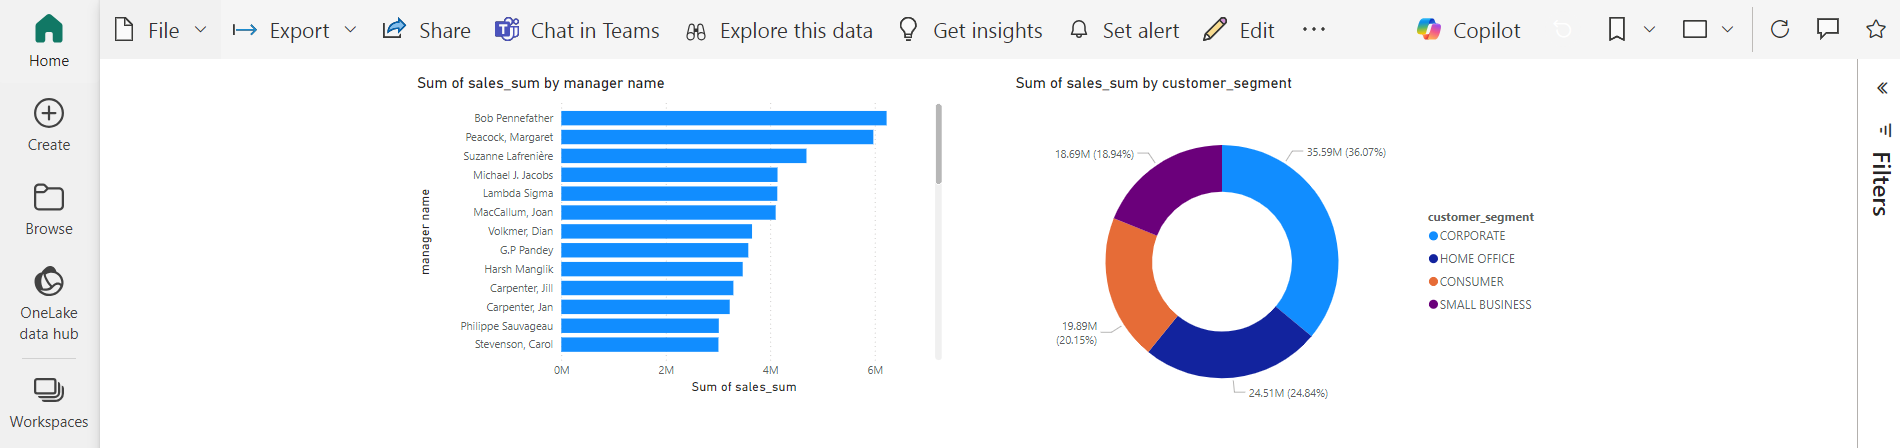 File
Export
Share
Chat in Teams
Explore this data
Get insights
Set alert
Edit
Copilot
Home
Create
Browse
OneLake
data hub
Workspaces
Sum of sales_sum by manager name
manager name
Bob Pennefather
Peacock, Margaret
Suzanne Lafrenière
Michael J. Jacobs
Lambda Sigma
MacCallum, Joan
Volkmer, Dian
G.P Pandey
Harsh Manglik
Carpenter, Jill
Carpenter, Jan
Philippe Sauvageau
Stevenson, Carol
0M 2M 4M 6M
Sum of sales_sum
Sum of sales_sum by customer_segment
18.69M (18.94%)
35.59M (36.07%)
19.89M
(20.15%)
24.51M (24.84%)
customer_segment
CORPORATE
HOME OFFICE
CONSUMER
SMALL BUSINESS
Filters